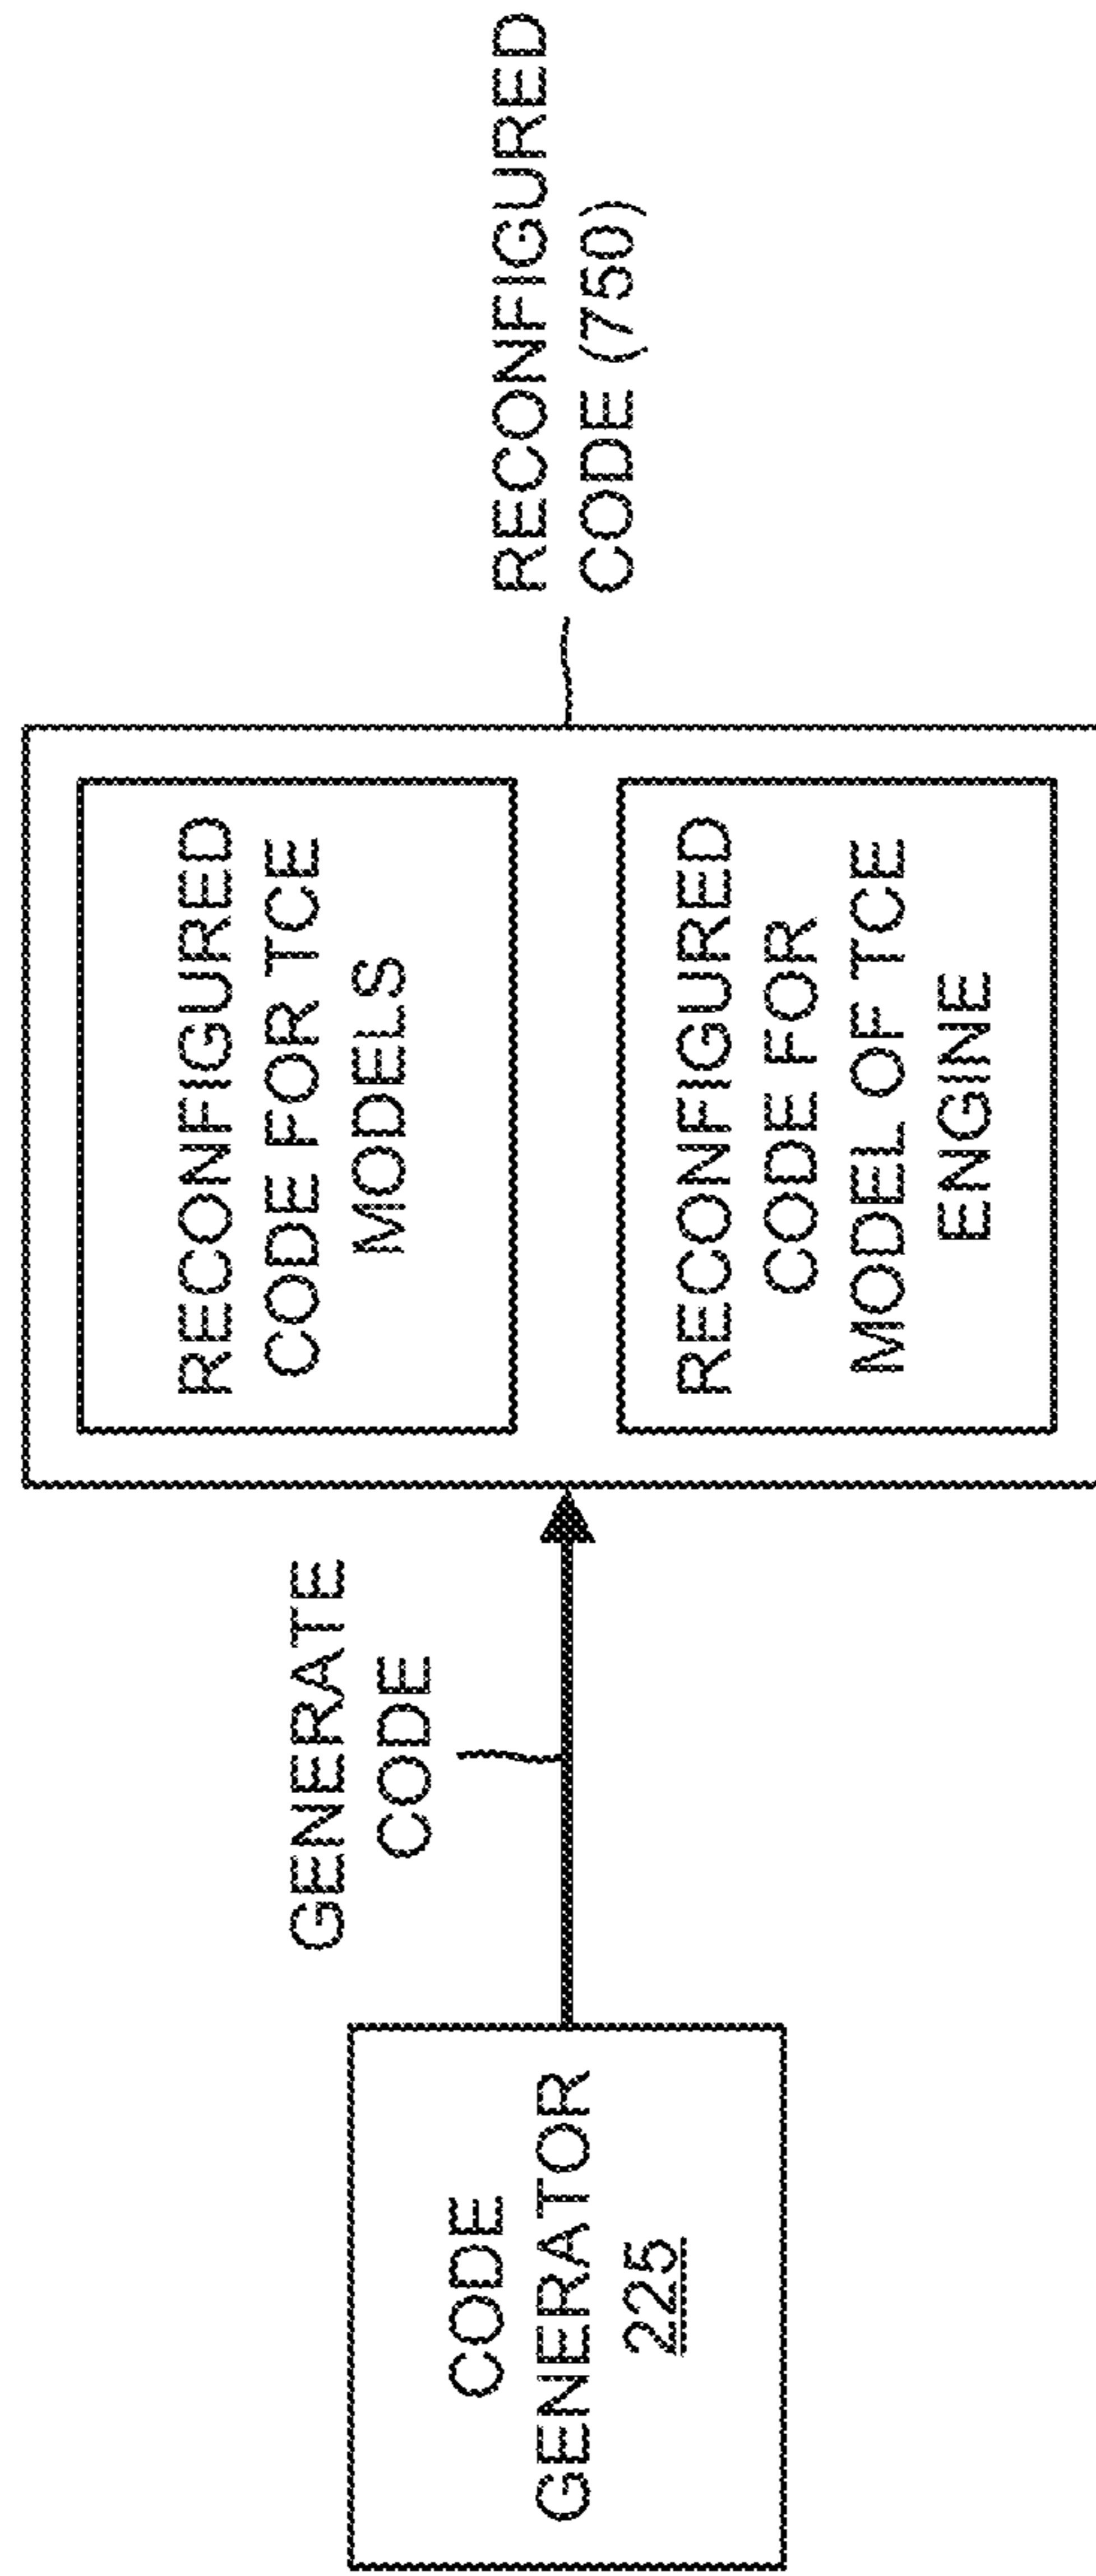 CODE
GENERATOR
225
GENERATE
CODE
RECONFIGURED
CODE FOR TCE
MODELS
RECONFIGURED
CODE FOR
MODEL OF TCE
ENGINE
RECONFIGURED
CODE (750)